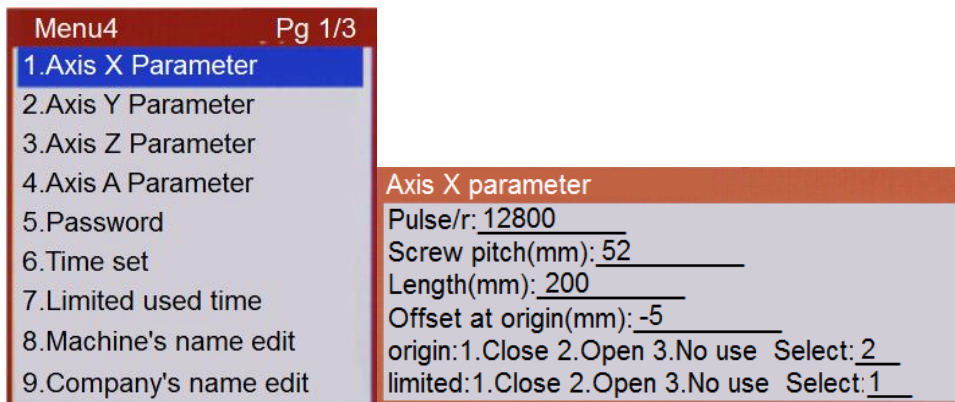 Menu4 Pg 1/3
1.Axis X Parameter
2.Axis Y Parameter
3.Axis Z Parameter
4.Axis A Parameter
5.Password
6.Time set
7.Limited used time
8.Machine's name edit
9.Company's name edit
Axis X parameter
Pulse/r: 12800
Screw pitch(mm): 52
Length(mm): 200
Offset at origin(mm): -5
origin:1.Close 2.Open 3.No use Select: 2
limited:1.Close 2.Open 3.No use Select:1